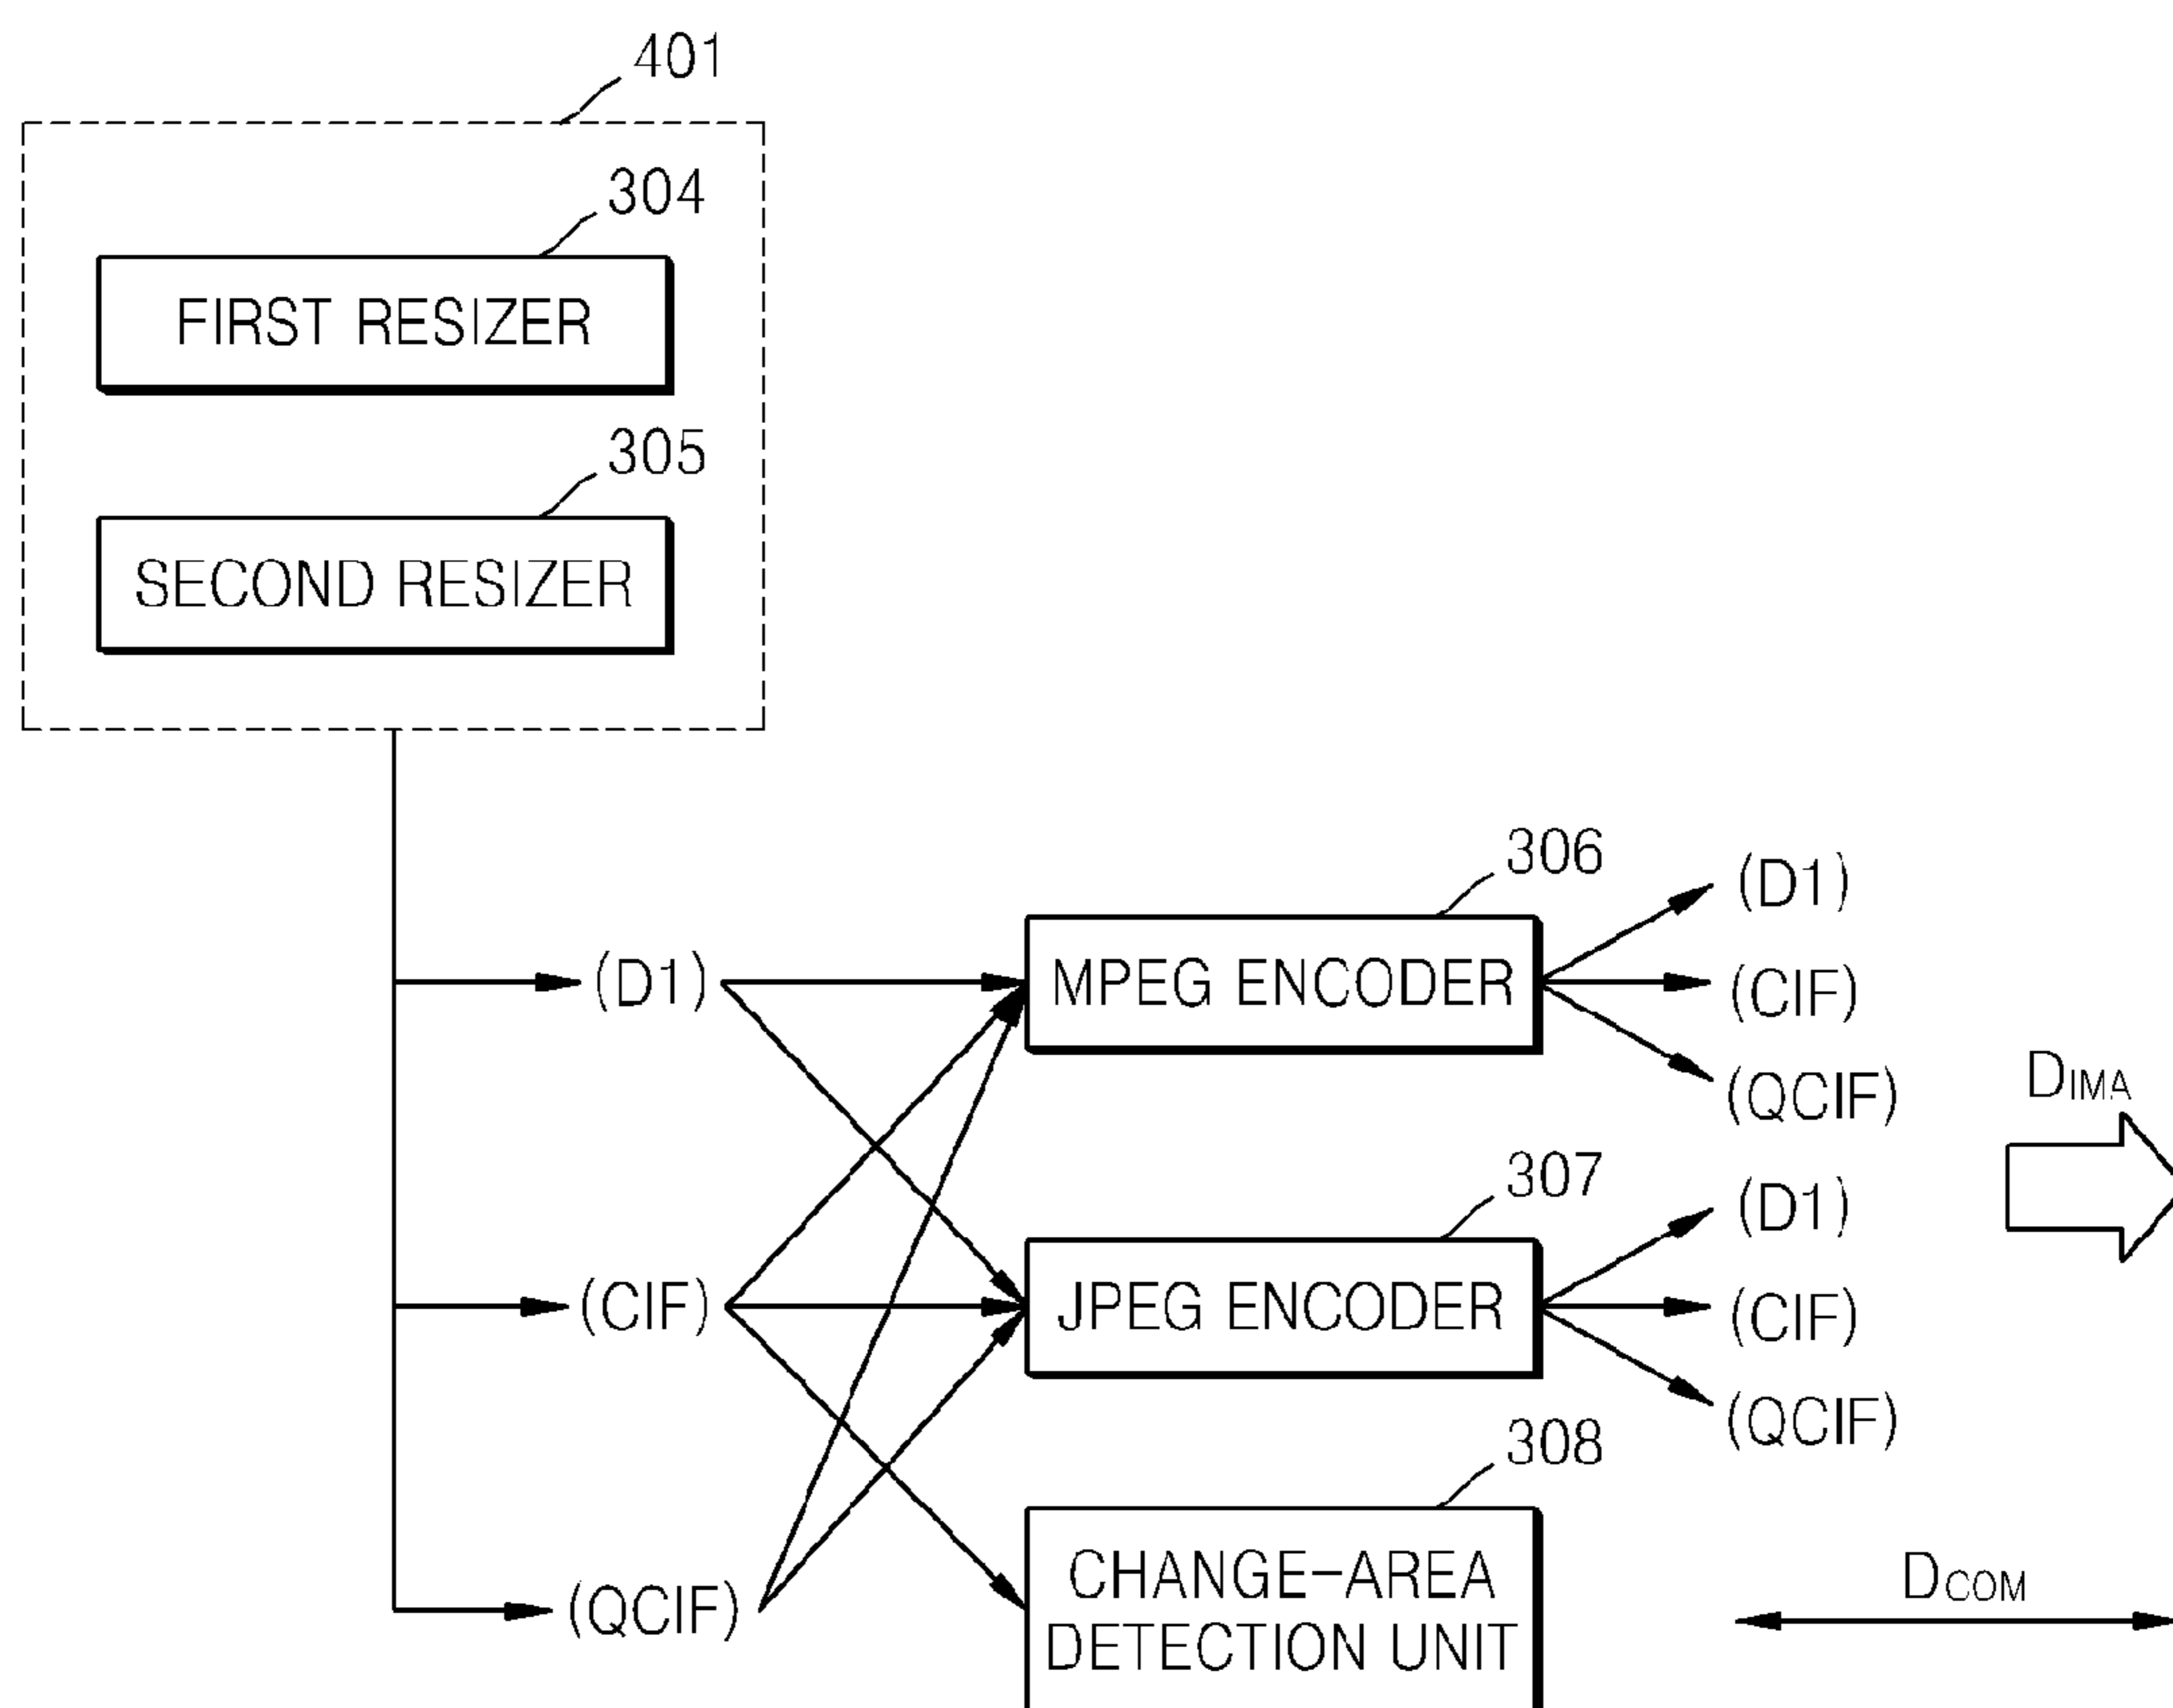 401
304
FIRST RESIZER
305
SECOND RESIZER
306
(D1)
(D1)
MPEG ENCODER
(CIF)
(QCIF)
DIMA
307
(D1)
(CIF)
JPEG ENCODER
(CIF)
(QCIF)
308
(QCIF)
CHANGE-AREA
DETECTION UNIT
DCOM